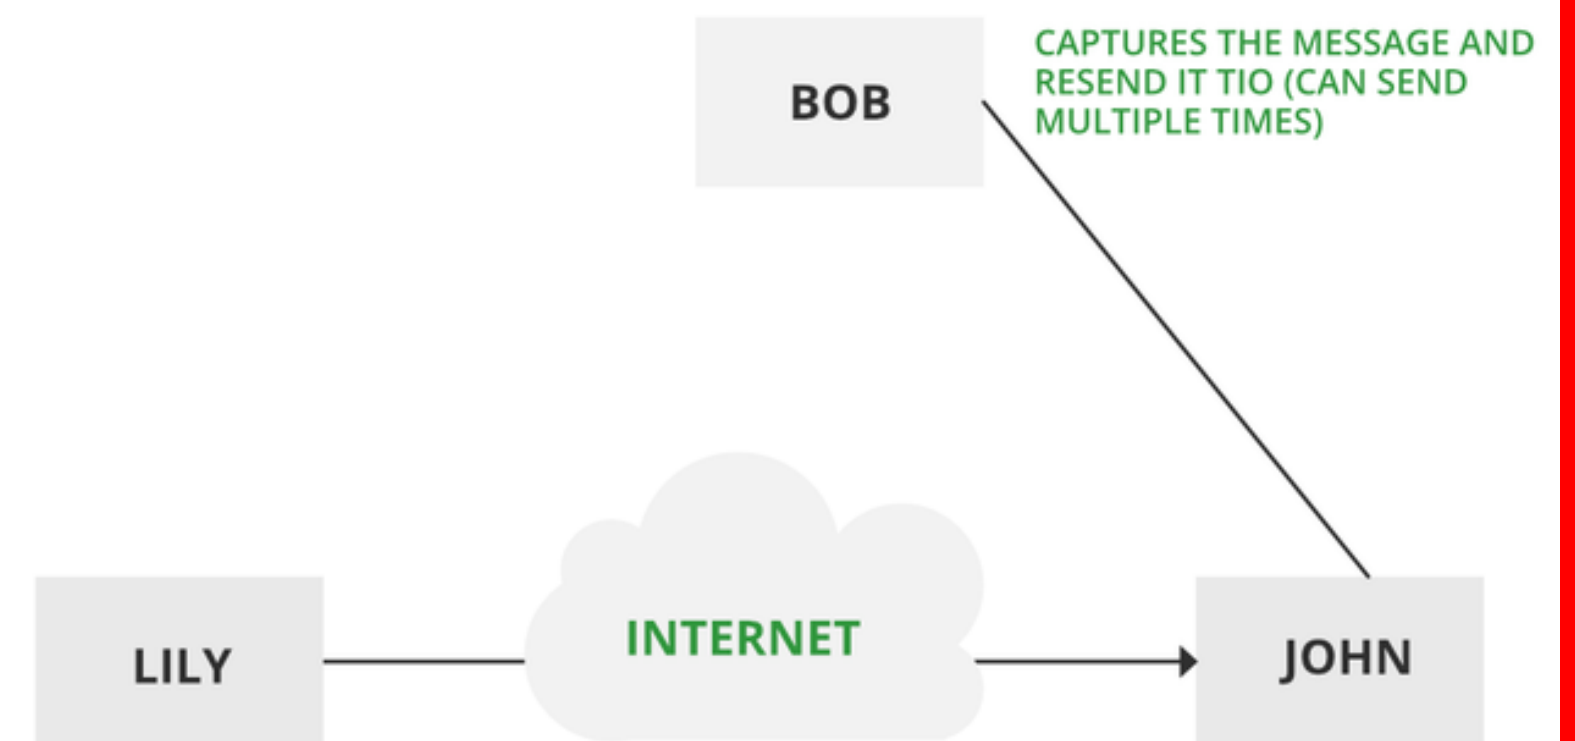 BOB
CAPTURES THE MESSAGE AND
RESEND IT TIO (CAN SEND
MULTIPLE TIMES)
INTERNET
LILY
JOHN